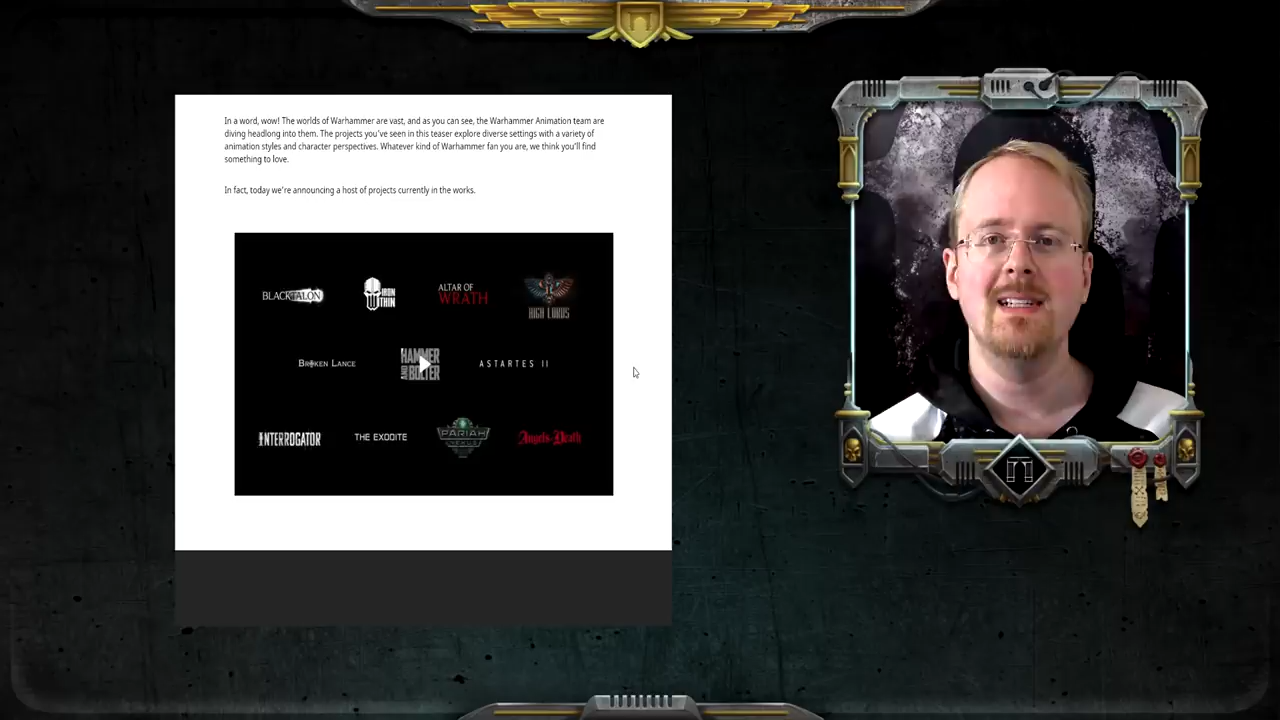 In a word, wow! The worlds of Warhammer are vast, and as you can see, the Warhammer Animation team are
diving headlong into them. The projects you've seen in this teaser explore diverse settings with a variety of
animation styles and character perspectives. Whatever kind of Warhammer fan you are, we think you'll find
something to love.
In fact, today we're announcing a host of projects currently in the works.
BLACKTALON
IRON
WITHIN
ALTAR OF
WRATH
HIGH LORDS
BROKEN LANCE
HAMMER
AND BOLTER
ASTARTES II
INTERROGATOR
THE EXODITE
PARIAH
NEXUS
Angels of Death